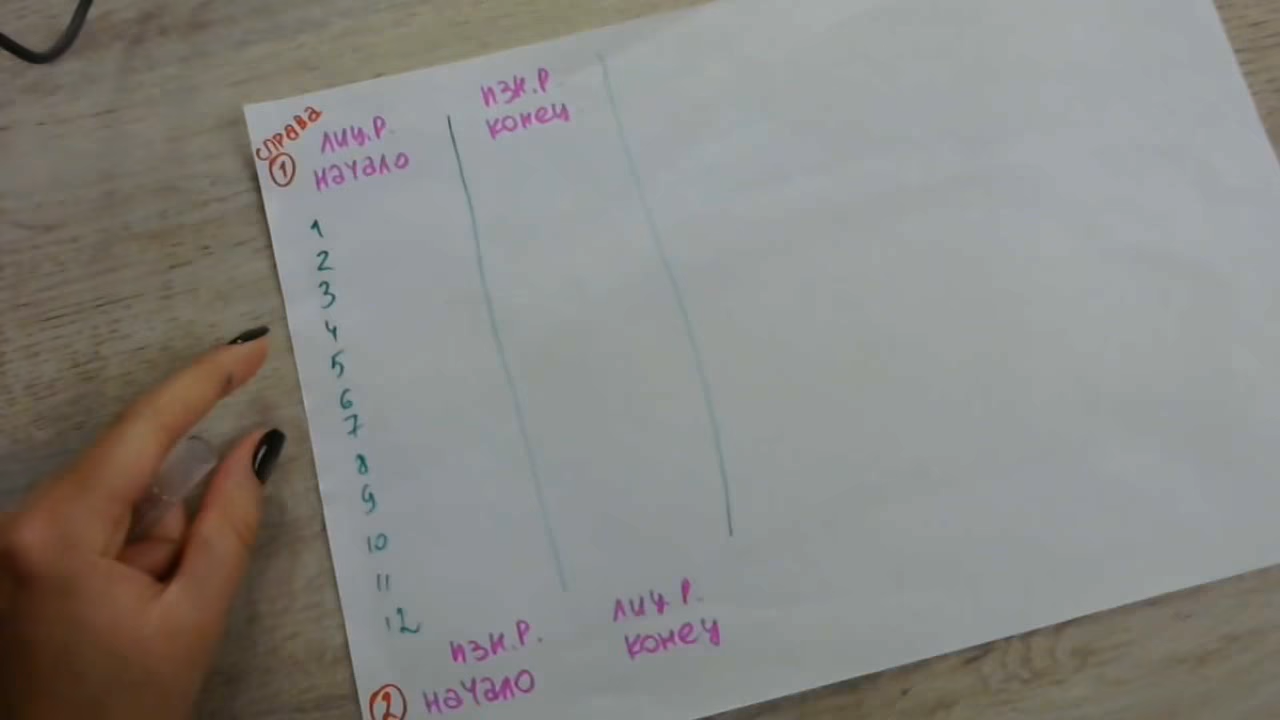 справа
1 лиц.р. начало
изн.р конец
1
2
3
4
5
6
7
8
9
10
11
12
2 изн.р. начало
лиц р. конец